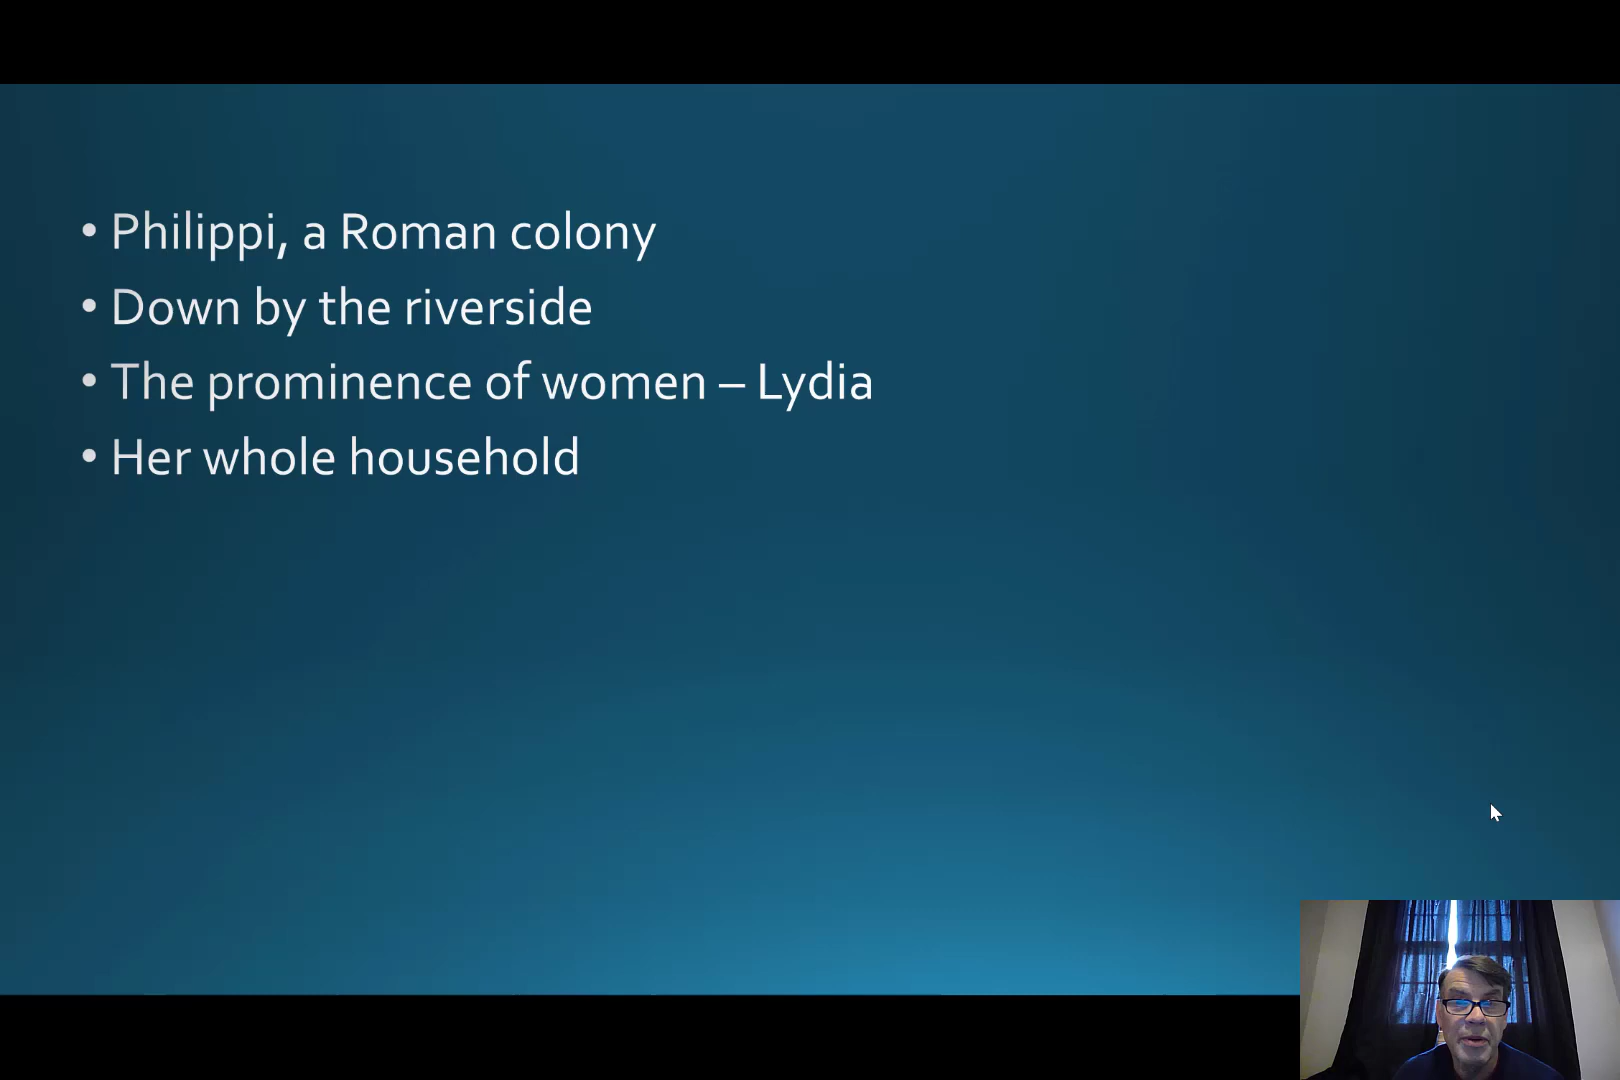 • Philippi, a Roman colony
• Down by the riverside
• The prominence of women – Lydia
• Her whole household